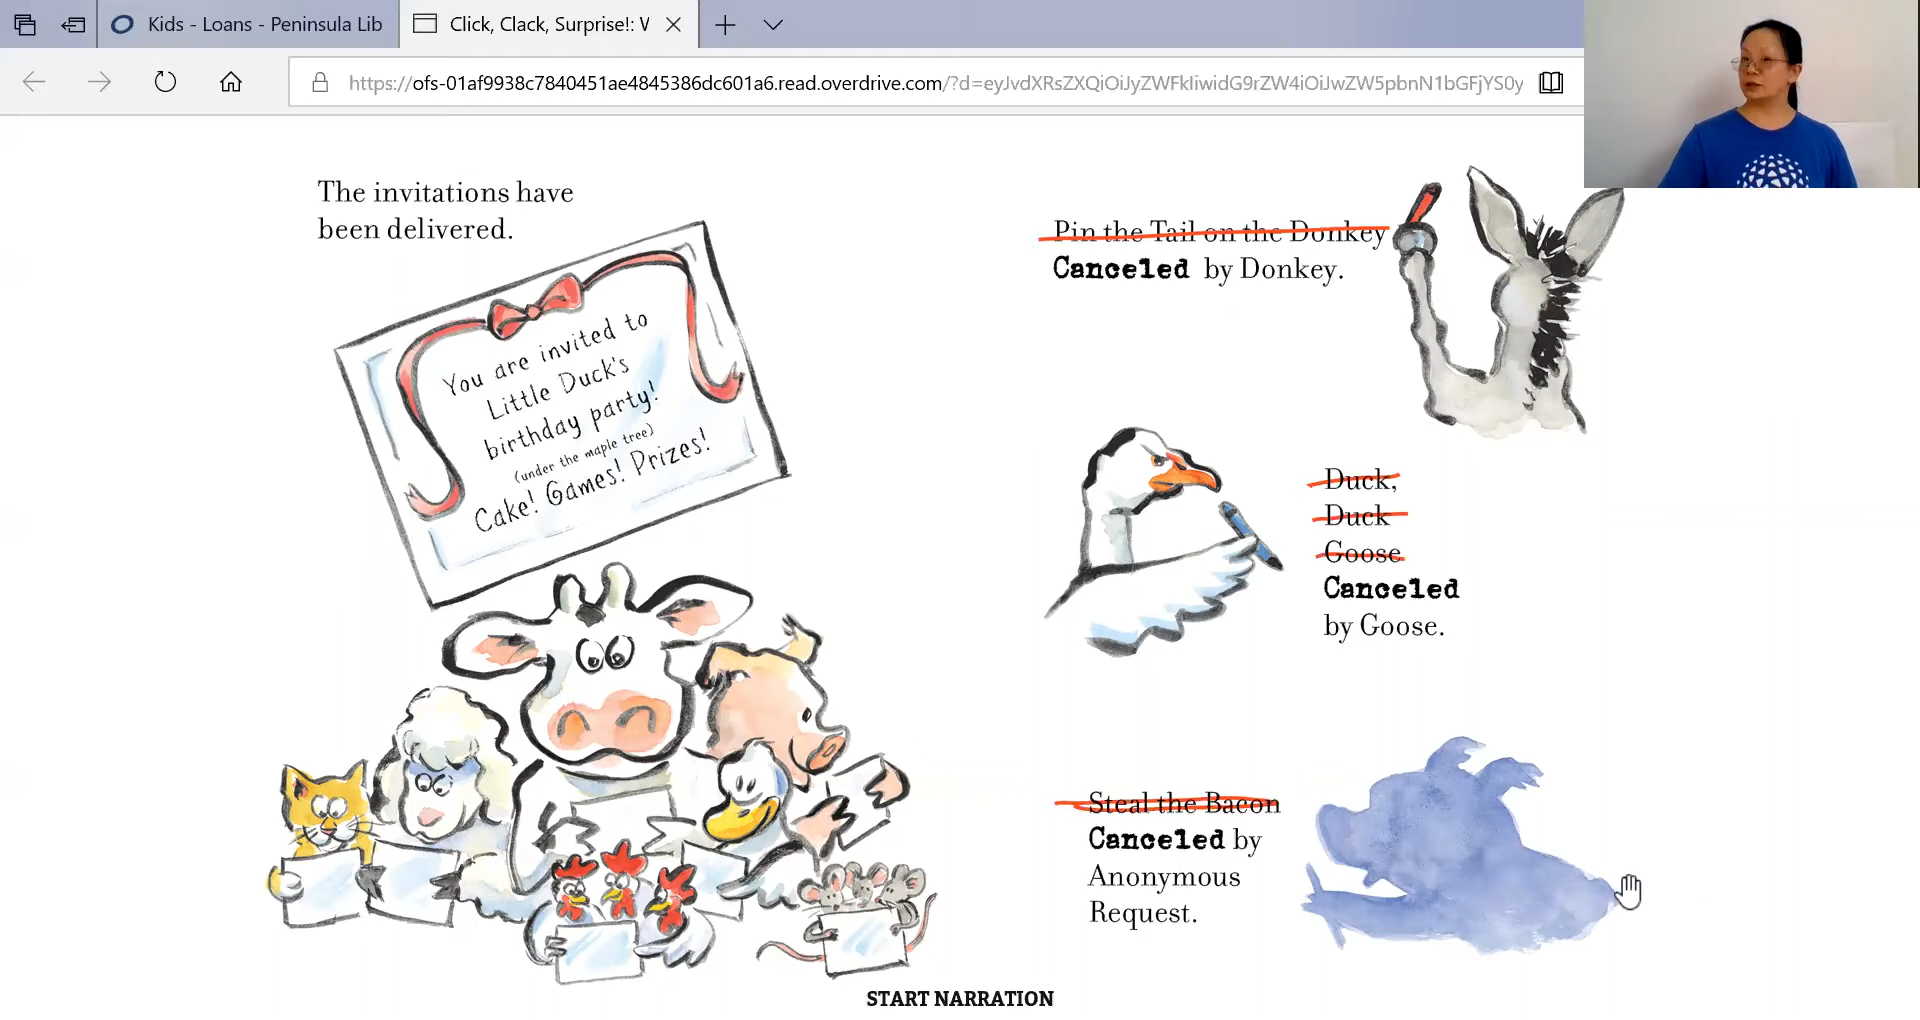 Kids - Loans - Peninsula Lib
Click, Clack, Surprise!: V
https://ofs-01af9938c7840451ae4845386dc601a6.read.overdrive.com/?d=eyJvdXRsZXQiOiJyZWFkIiwidG9rZW4iOiJwZW5pbnN1bGFjYS0y
The invitations have
been delivered.
You are invited to
Little Duck's
birthday party!
(under the maple tree)
Cake! Games! Prizes!
Pin the Tail on the Donkey
Canceled by Donkey.
Duck,
Duck
Goose
Canceled
by Goose.
Steal the Bacon
Canceled by
Anonymous
Request.
START NARRATION